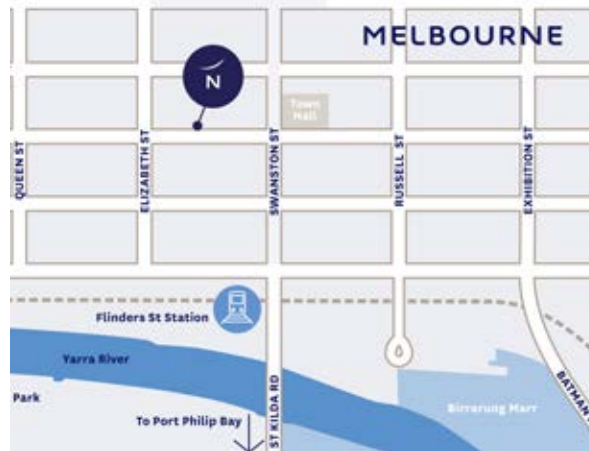 MELBOURNE
N
Town
Hall
QUEEN ST
ELIZABETH ST
SWANSTON ST
RUSSELL ST
EXHIBITION ST
Flinders St Station
Yarra River
Park
To Port Philip Bay
ST KILDA RD
Birrarung Marr
BATMAN